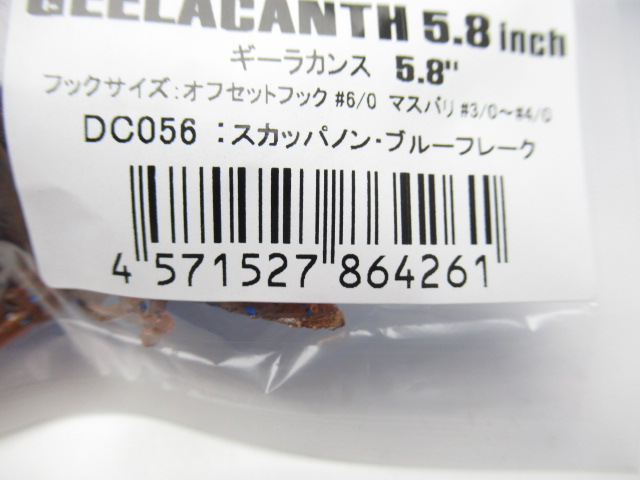 GEELACANTH 5.8 inch
ギーラカンス 5.8"
フックサイズ:オフセットフック #6/0 マスバリ #3/0~#4/0
DC056 :スカッパノン・ブルーフレーク
4 571527 864261